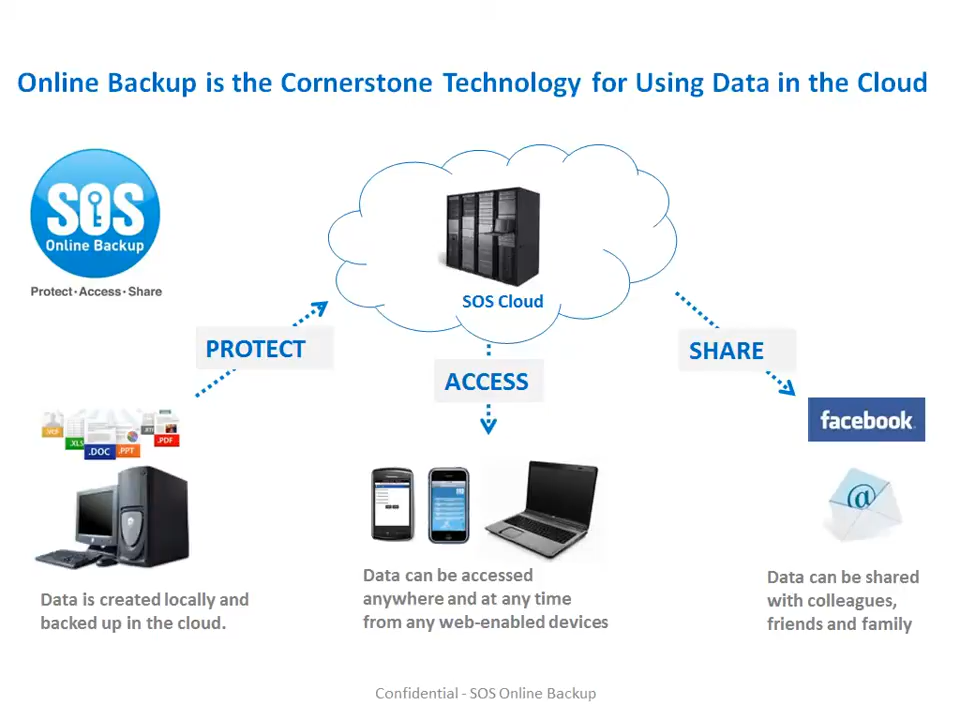 Online Backup is the Cornerstone Technology for Using Data in the Cloud
SOS
Online Backup
Protect·Access·Share
SOS Cloud
PROTECT
ACCESS
SHARE
facebook
.XLS
.DOC
.PPT
.PDF
@
Data is created locally and
backed up in the cloud.
Data can be accessed
anywhere and at any time
from any web-enabled devices
Data can be shared
with colleagues,
friends and family
Confidential - SOS Online Backup